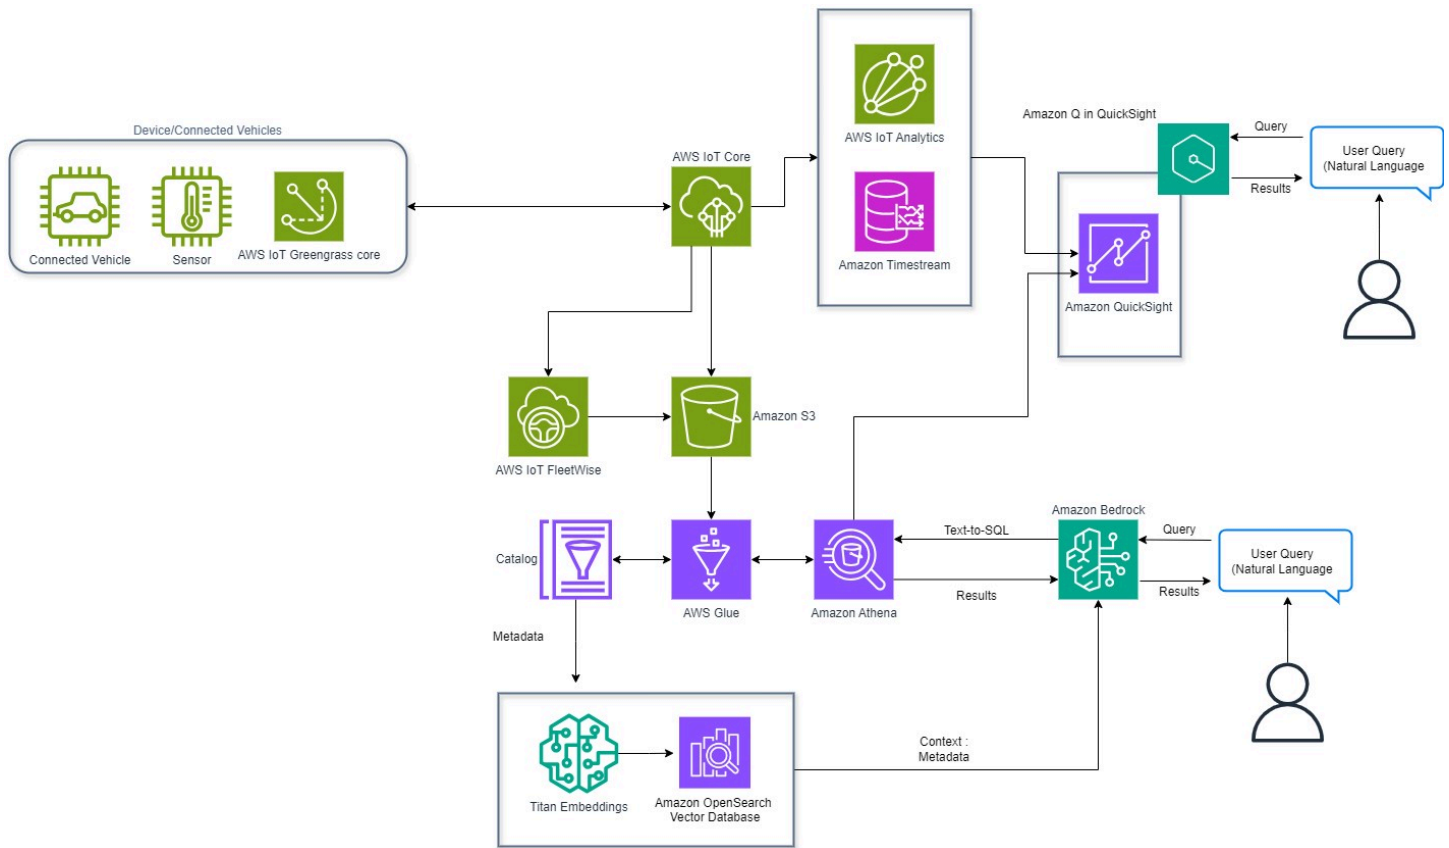 Device/Connected Vehicles
Connected Vehicle
Sensor
AWS IoT Greengrass core
AWS IoT Core
AWS IoT Analytics
Amazon Timestream
Amazon Q in QuickSight
Query
Results
User Query
(Natural Language
Amazon QuickSight
AWS IoT FleetWise
Amazon S3
Catalog
AWS Glue
Amazon Athena
Text-to-SQL
Results
Amazon Bedrock
Query
Results
User Query
(Natural Language
Metadata
Titan Embeddings
Amazon OpenSearch
Vector Database
Context :
Metadata